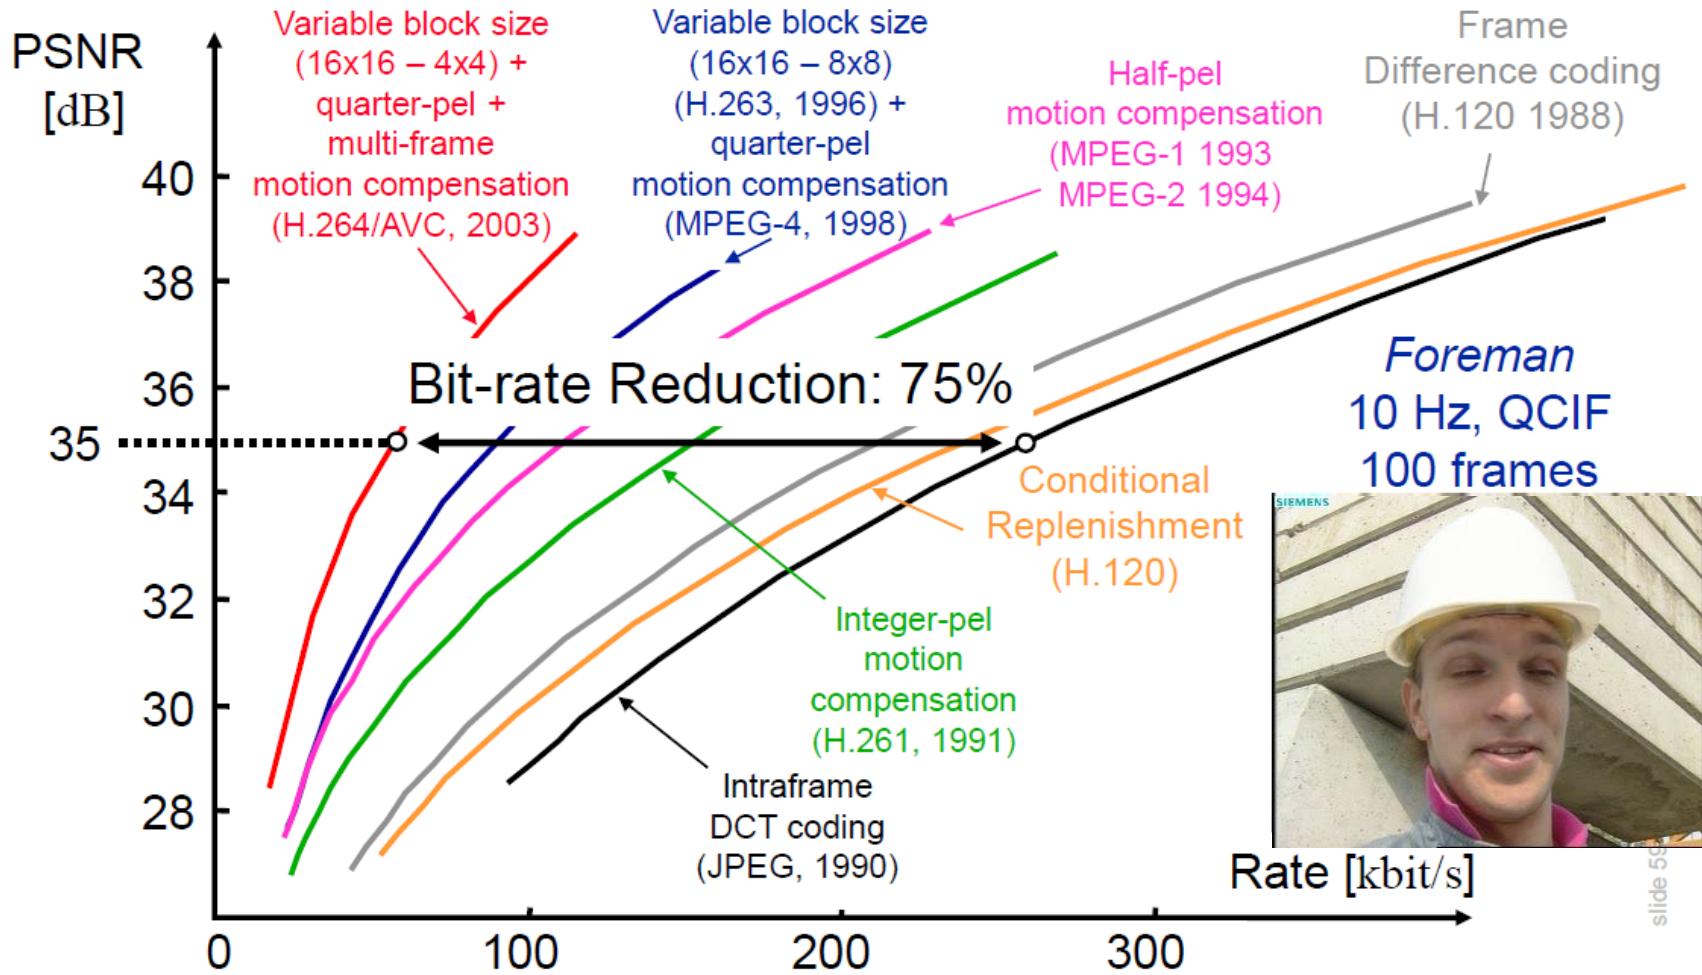 PSNR
[dB]
Variable block size
(16x16 – 4x4) +
quarter-pel +
multi-frame
motion compensation
(H.264/AVC, 2003)
Variable block size
(16x16 – 8x8)
(H.263, 1996) +
quarter-pel
motion compensation
(MPEG-4, 1998)
Half-pel
motion compensation
(MPEG-1 1993
MPEG-2 1994)
Frame
Difference coding
(H.120 1988)
40
38
36
35
34
32
30
28
Bit-rate Reduction: 75%
Foreman
10 Hz, QCIF
100 frames
SIEMENS
Conditional
Replenishment
(H.120)
Integer-pel
motion
compensation
(H.261, 1991)
Intraframe
DCT coding
(JPEG, 1990)
Rate [kbit/s]
0
100
200
300
slide 59